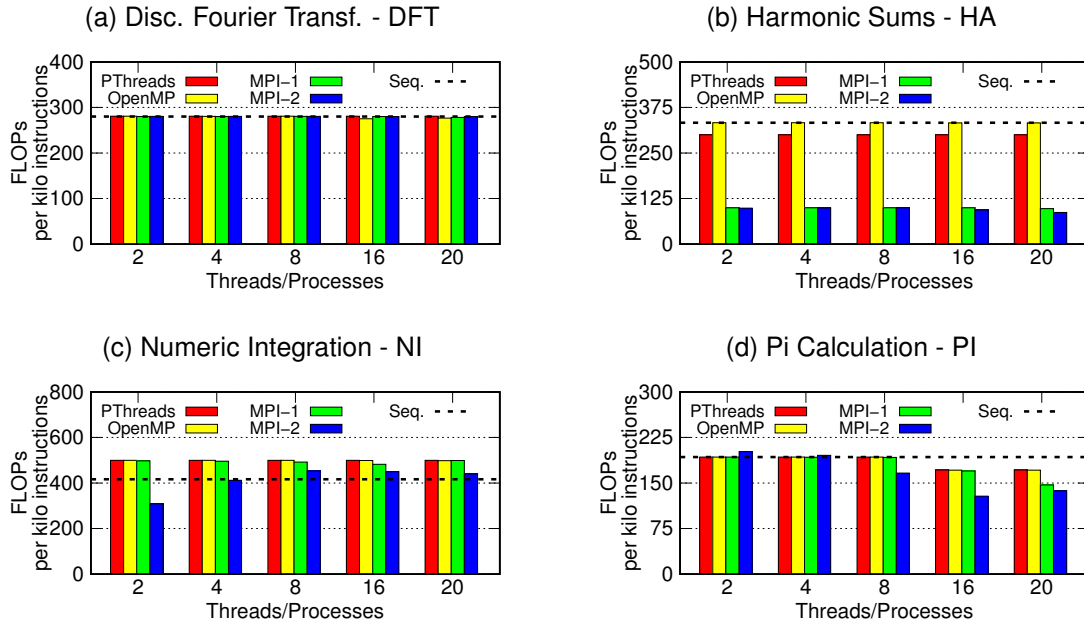 (a) Disc. Fourier Transf. - DFT
FLOPs
per kilo instructions
400
300
200
100
0
PThreads
OpenMP
MPI-1
MPI-2
Seq.
2 4 8 16 20
Threads/Processes
(b) Harmonic Sums - HA
FLOPs
per kilo instructions
500
375
250
125
0
PThreads
OpenMP
MPI-1
MPI-2
Seq.
2 4 8 16 20
Threads/Processes
(c) Numeric Integration - NI
FLOPs
per kilo instructions
800
600
400
200
0
PThreads
OpenMP
MPI-1
MPI-2
Seq.
2 4 8 16 20
Threads/Processes
(d) Pi Calculation - PI
FLOPs
per kilo instructions
300
225
150
75
0
PThreads
OpenMP
MPI-1
MPI-2
Seq.
2 4 8 16 20
Threads/Processes